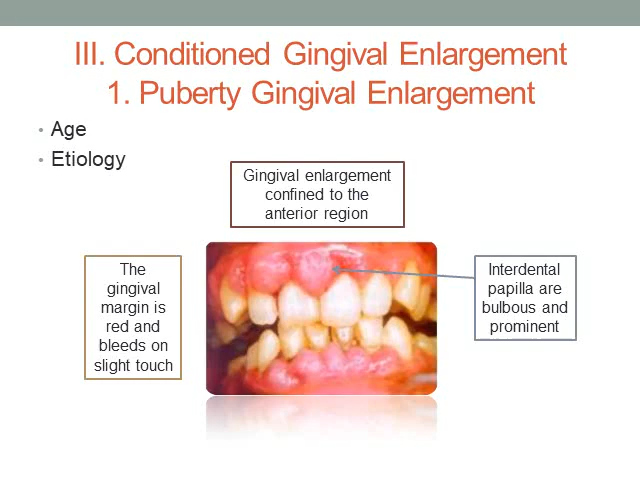 III. Conditioned Gingival Enlargement
1. Puberty Gingival Enlargement
• Age
• Etiology
Gingival enlargement
confined to the
anterior region
The
gingival
margin is
red and
bleeds on
slight touch
Interdental
papilla are
bulbous and
prominent